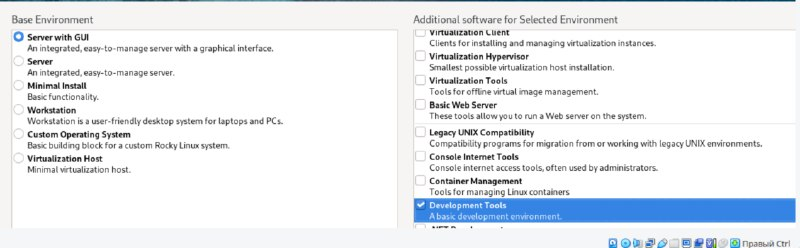 Base Environment
Server with GUI
An integrated, easy-to-manage server with a graphical interface.
Server
An integrated, easy-to-manage server.
Minimal Install
Basic functionality.
Workstation
Workstation is a user-friendly desktop system for laptops and PCs.
Custom Operating System
Basic building block for a custom Rocky Linux system.
Virtualization Host
Minimal virtualization host.
Additional software for Selected Environment
Virtualization Client
Clients for installing and managing virtualization instances.
Virtualization Hypervisor
Smallest possible virtualization host installation.
Virtualization Tools
Tools for offline virtual image management.
Basic Web Server
These tools allow you to run a Web server on the system.
Legacy UNIX Compatibility
Compatibility programs for migration from or working with legacy UNIX environments.
Console Internet Tools
Console internet access tools, often used by administrators.
Container Management
Tools for managing Linux containers
Development Tools
A basic development environment.
.NET Development
Правый Ctrl